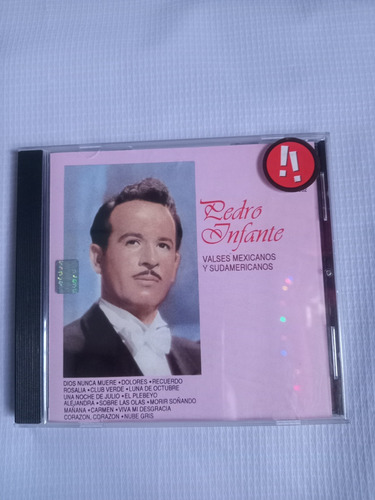 Pedro
Infante
VALSES MEXICANOS
Y SUDAMERICANOS
DIOS NUNCA MUERE • DOLORES • RECUERDO
ROSALIA • CLUB VERDE • LUNA DE OCTUBRE
UNA NOCHE DE JULIO • EL PLEBEYO
ALEJANDRA • SOBRE LAS OLAS • MORIR SOÑANDO
MAÑANA • CARMEN • VIVA MI DESGRACIA
CORAZON, CORAZON • NUBE GRIS